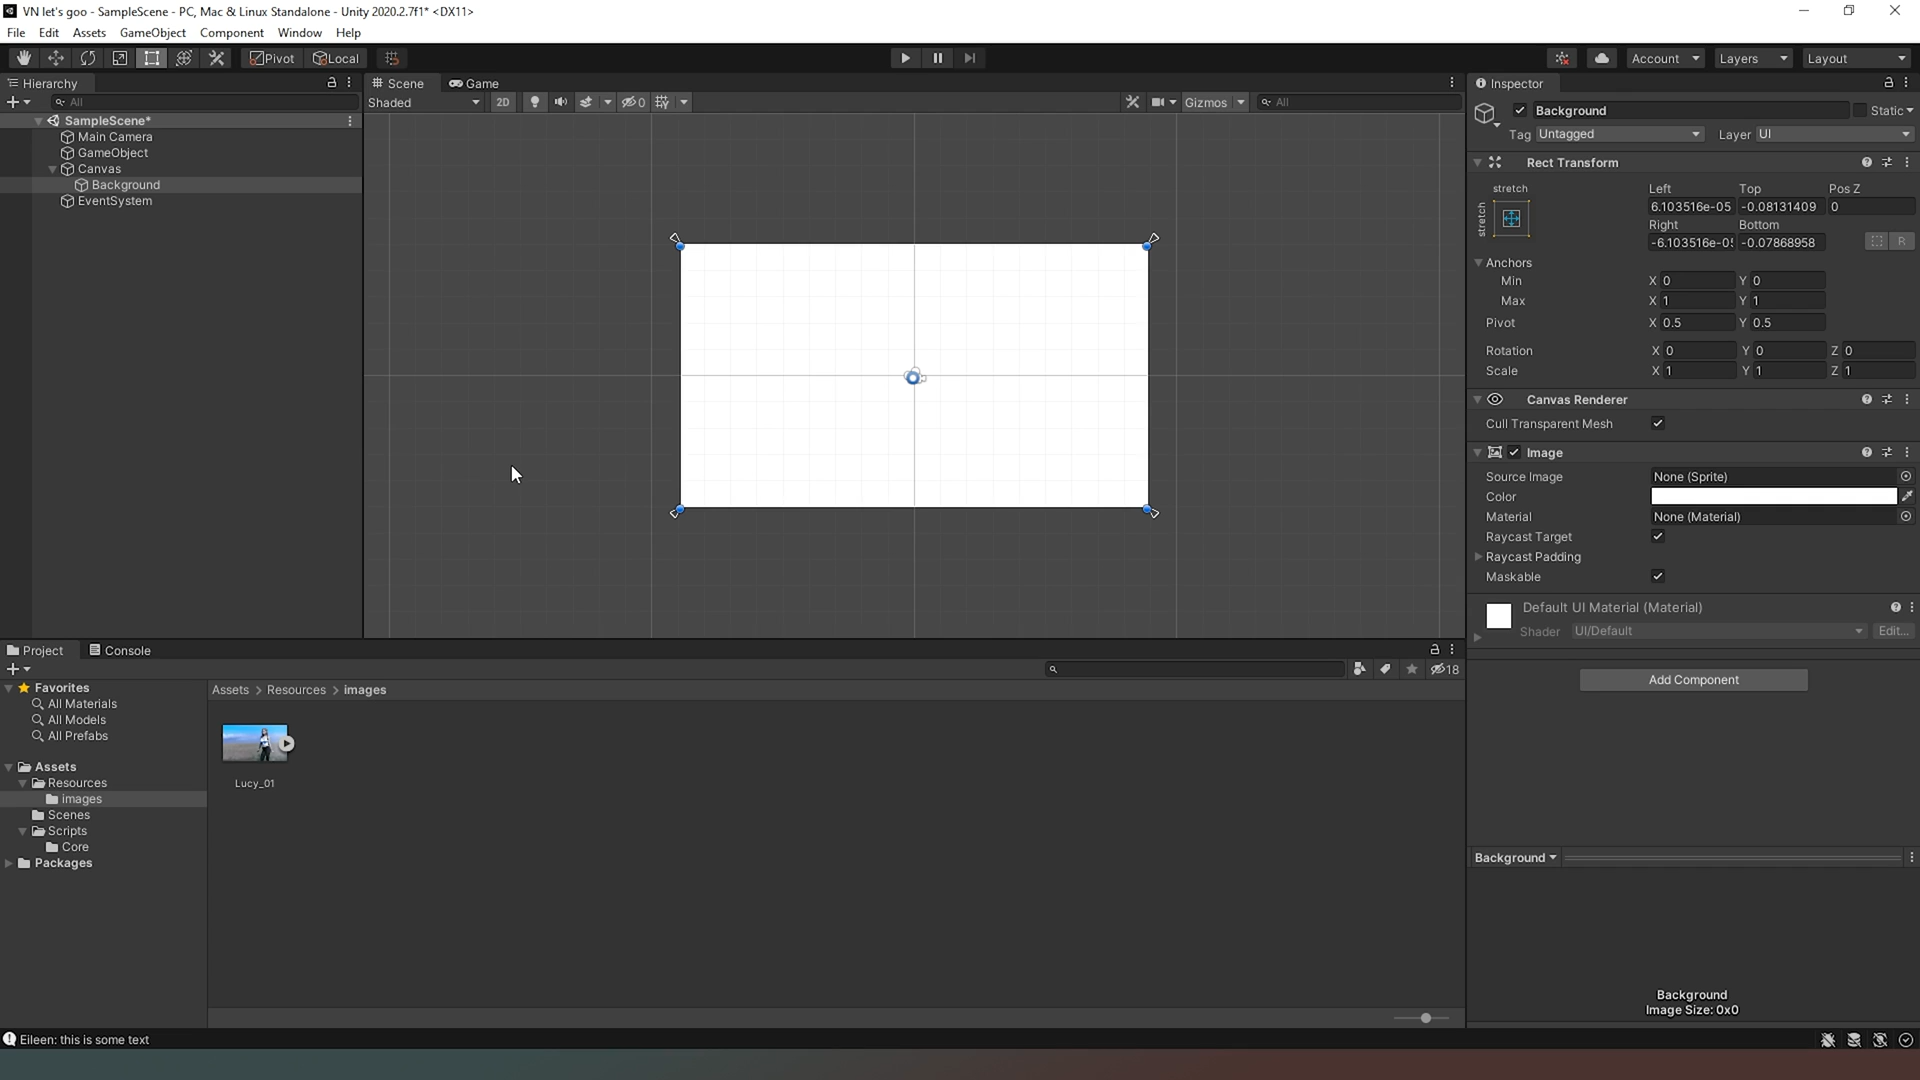 VN let's goo - SampleScene - PC, Mac & Linux Standalone - Unity 2020.2.7f1* <DX11>
File Edit Assets GameObject Component Window Help
Pivot Local
Account Layers Layout
Hierarchy
All
SampleScene*
Main Camera
GameObject
Canvas
Background
EventSystem
Scene Game
Shaded 2D 0 Gizmos All
Inspector
Background Static
Tag Untagged Layer UI
Rect Transform
stretch Left Top Pos Z
stretch 6.103516e-05 -0.08131409 0
Right Bottom
-6.103516e-0 -0.07868958 R
Anchors
Min X 0 Y 0
Max X 1 Y 1
Pivot X 0.5 Y 0.5
Rotation X 0 Y 0 Z 0
Scale X 1 Y 1 Z 1
Canvas Renderer
Cull Transparent Mesh
Image
Source Image None (Sprite)
Color
Material None (Material)
Raycast Target
Raycast Padding
Maskable
Default UI Material (Material)
Shader UI/Default Edit...
Add Component
Background
Background
Image Size: 0x0
Project Console
18
Favorites
All Materials
All Models
All Prefabs
Assets
Resources
images
Scenes
Scripts
Core
Packages
Assets > Resources > images
Lucy_01
Eileen: this is some text